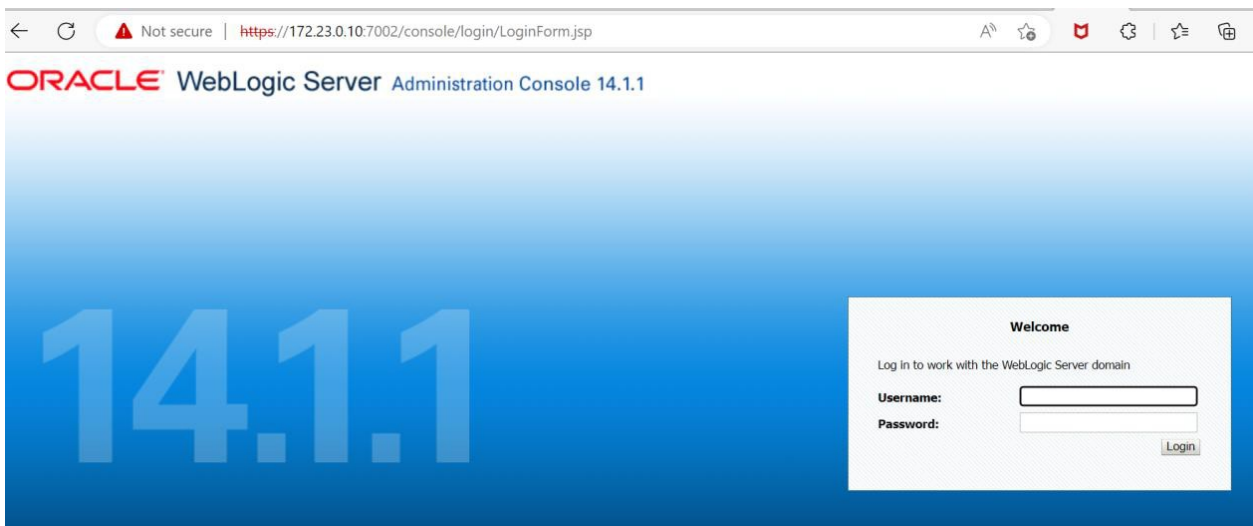 Not secure | https://172.23.0.10:7002/console/login/LoginForm.jsp
ORACLE WebLogic Server Administration Console 14.1.1
14.1.1
Welcome
Log in to work with the WebLogic Server domain
Username:
Password:
Login